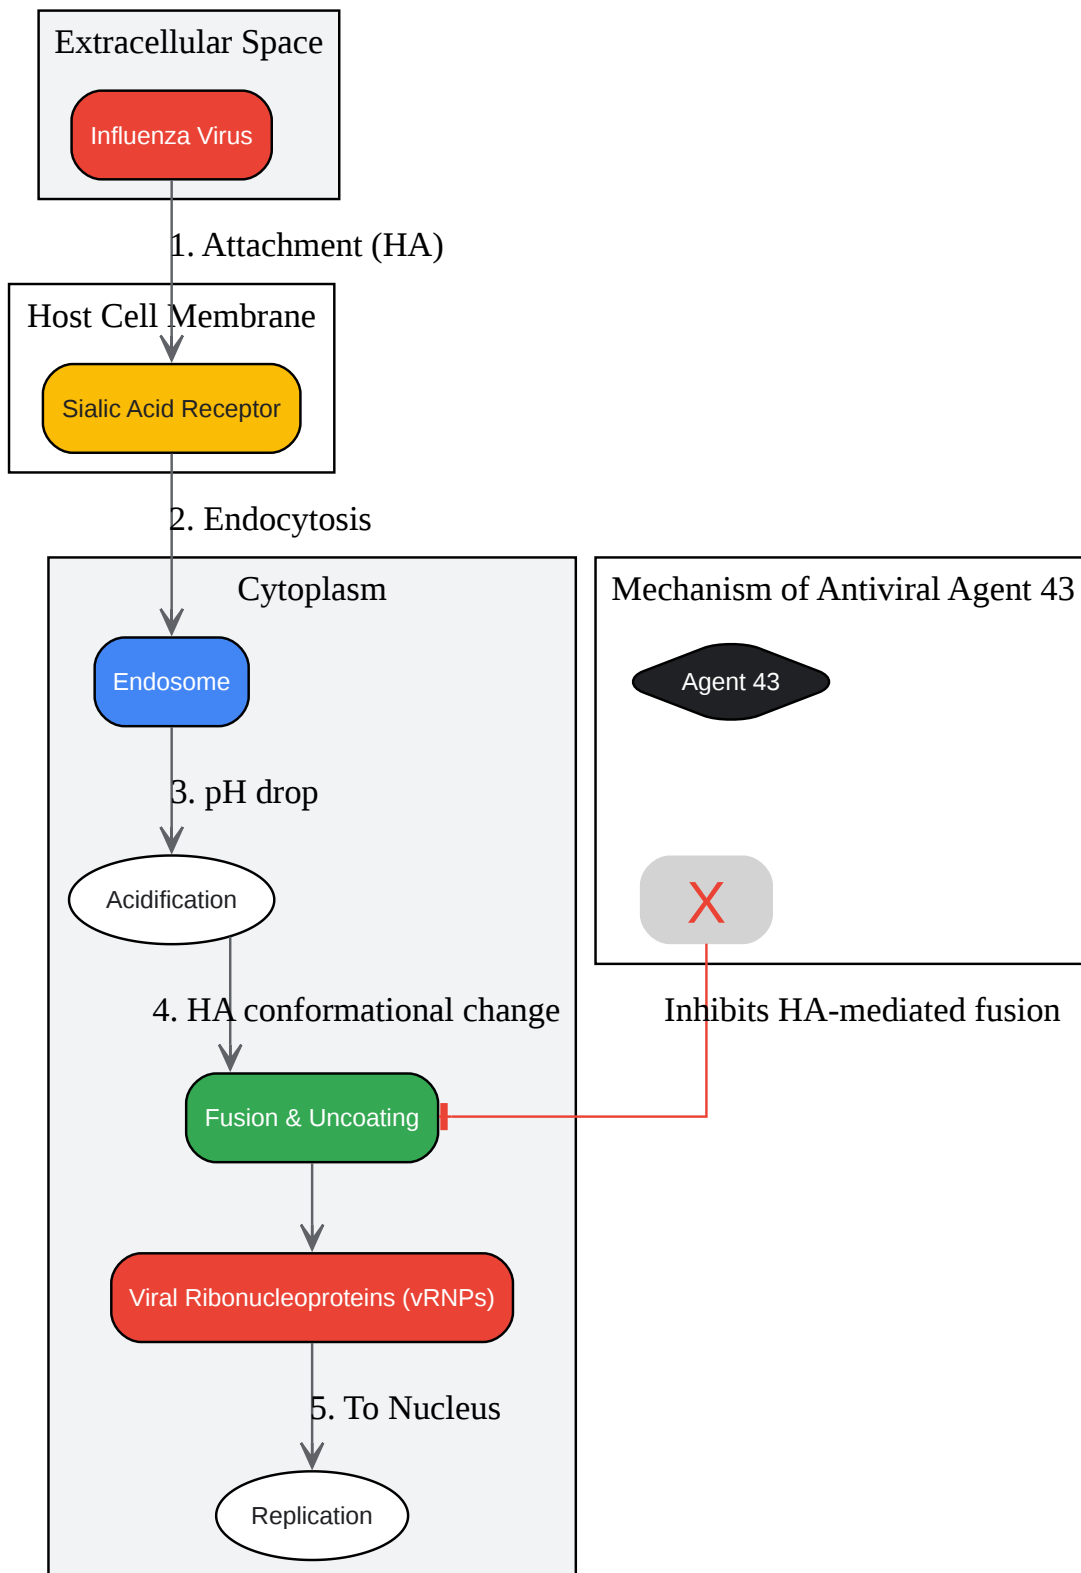 Extracellular Space
Influenza Virus
1. Attachment (HA)
Host Cell Membrane
Sialic Acid Receptor
2. Endocytosis
Cytoplasm
Endosome
3. pH drop
Acidification
4. HA conformational change
Fusion & Uncoating
Viral Ribonucleoproteins (vRNPs)
5. To Nucleus
Replication
Mechanism of Antiviral Agent 43
Agent 43
X
Inhibits HA-mediated fusion